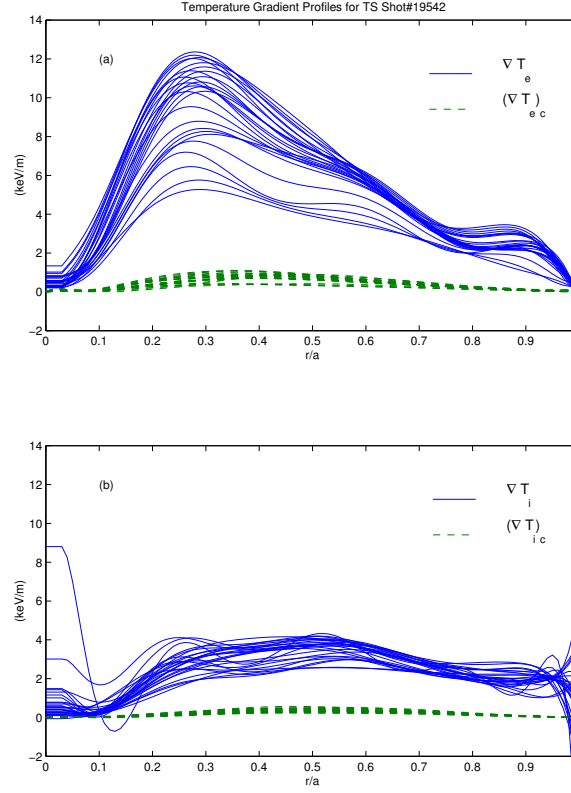 Temperature Gradient Profiles for TS Shot#19542
14
12
10
8
6
4
2
0
−2
(keV/m)
(a)
∇ T
e
(∇ T)
e c
0 0.1 0.2 0.3 0.4 0.5 0.6 0.7 0.8 0.9
r/a
14
12
10
8
6
4
2
0
−2
(keV/m)
(b)
∇ T
i
(∇ T)
i c
0 0.1 0.2 0.3 0.4 0.5 0.6 0.7 0.8 0.9
r/a